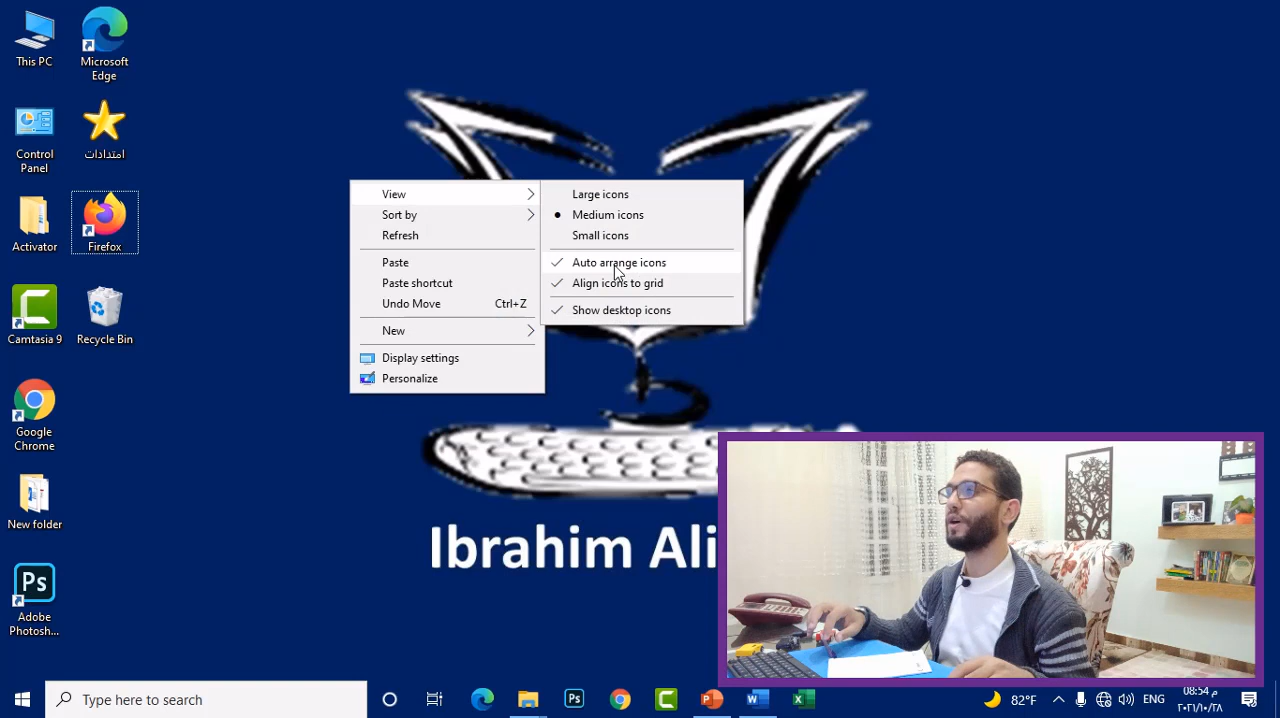 This PC
Microsoft
Edge
Control
Panel
امتدادات
Activator
Firefox
Camtasia 9
Recycle Bin
Google
Chrome
New folder
Ps
Adobe
Photosh...
View
Sort by
Refresh
Paste
Paste shortcut
Undo Move Ctrl+Z
New
Display settings
Personalize
Large icons
Medium icons
Small icons
Auto arrange icons
Align icons to grid
Show desktop icons
Ibrahim Ali
Type here to search
Ps
82°F
ENG
08:54 م
٢٠٢١/١٠/٢٨